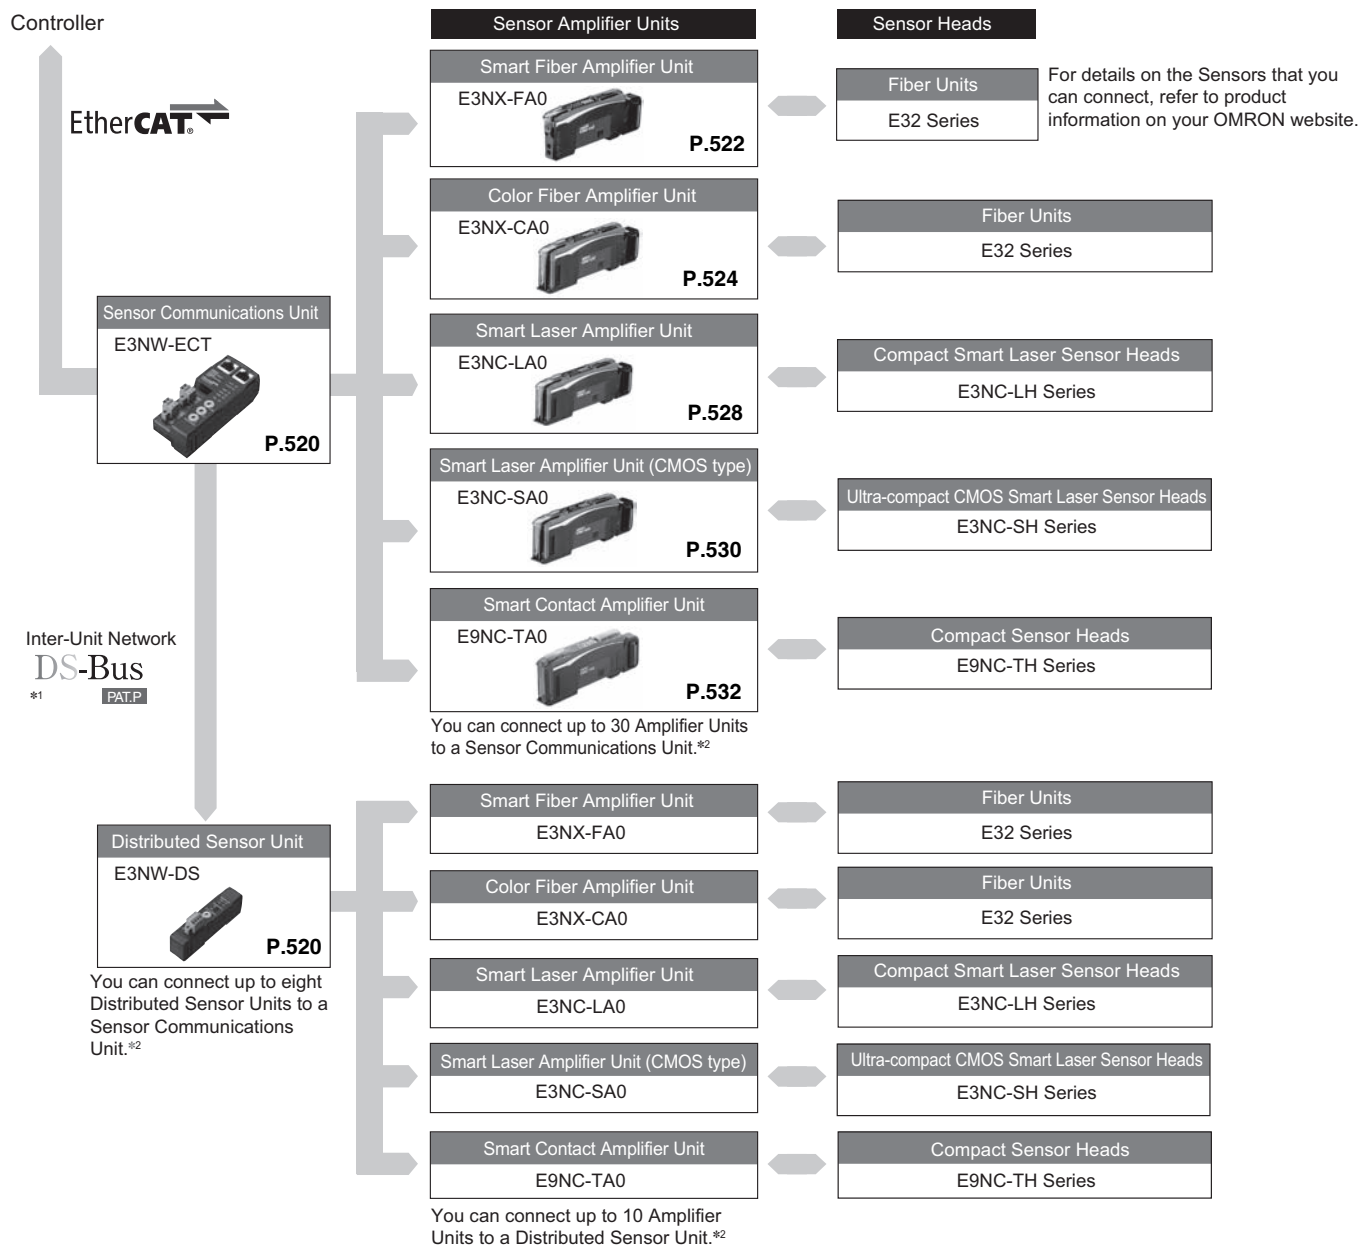 Controller
EtherCAT®
Sensor Amplifier Units
Sensor Heads
Smart Fiber Amplifier Unit
E3NX-FA0
P.522
Fiber Units
E32 Series
For details on the Sensors that you
can connect, refer to product
information on your OMRON website.
Color Fiber Amplifier Unit
E3NX-CA0
P.524
Fiber Units
E32 Series
Sensor Communications Unit
E3NW-ECT
P.520
Smart Laser Amplifier Unit
E3NC-LA0
P.528
Compact Smart Laser Sensor Heads
E3NC-LH Series
Smart Laser Amplifier Unit (CMOS type)
E3NC-SA0
P.530
Ultra-compact CMOS Smart Laser Sensor Heads
E3NC-SH Series
Smart Contact Amplifier Unit
E9NC-TA0
P.532
Compact Sensor Heads
E9NC-TH Series
You can connect up to 30 Amplifier Units
to a Sensor Communications Unit.*2
Inter-Unit Network
DS-Bus
*1 PAT.P
Distributed Sensor Unit
E3NW-DS
P.520
You can connect up to eight
Distributed Sensor Units to a
Sensor Communications
Unit.*2
Smart Fiber Amplifier Unit
E3NX-FA0
Fiber Units
E32 Series
Color Fiber Amplifier Unit
E3NX-CA0
Fiber Units
E32 Series
Smart Laser Amplifier Unit
E3NC-LA0
Compact Smart Laser Sensor Heads
E3NC-LH Series
Smart Laser Amplifier Unit (CMOS type)
E3NC-SA0
Ultra-compact CMOS Smart Laser Sensor Heads
E3NC-SH Series
Smart Contact Amplifier Unit
E9NC-TA0
Compact Sensor Heads
E9NC-TH Series
You can connect up to 10 Amplifier
Units to a Distributed Sensor Unit.*2